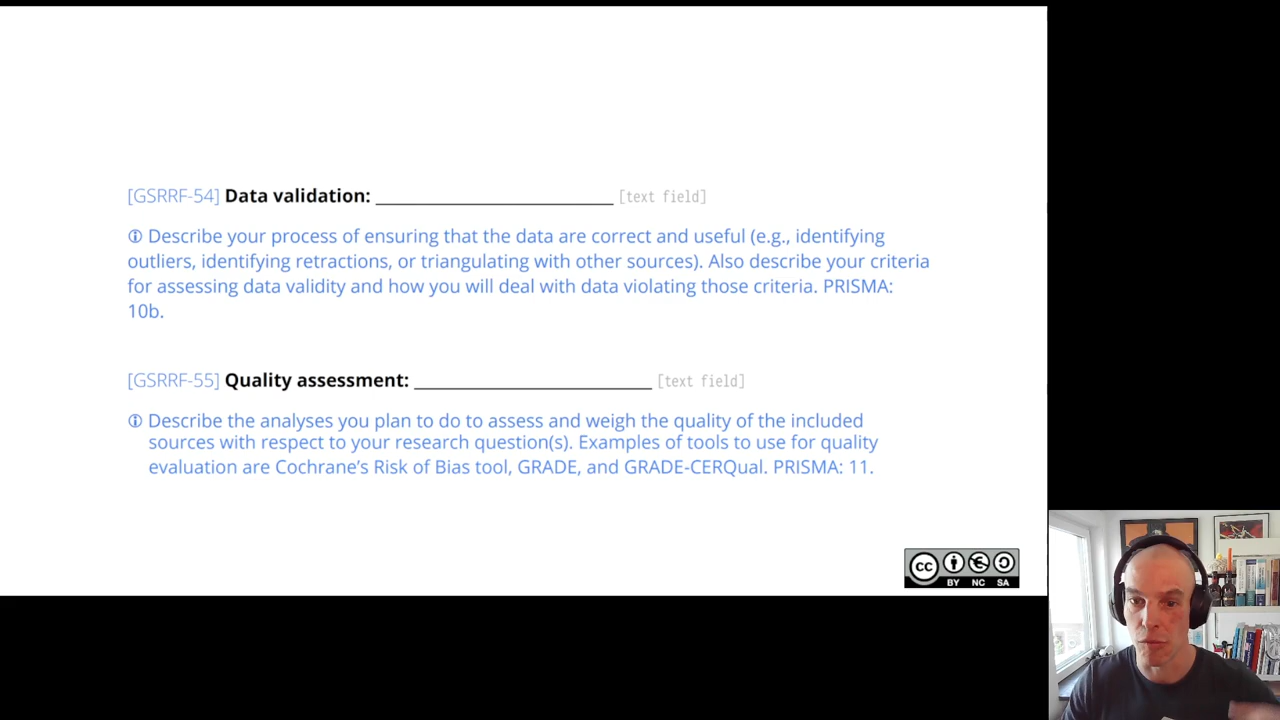 [GSRRF-54] Data validation: ______________________ [text field]
🛈 Describe your process of ensuring that the data are correct and useful (e.g., identifying
outliers, identifying retractions, or triangulating with other sources). Also describe your criteria
for assessing data validity and how you will deal with data violating those criteria. PRISMA:
10b.
[GSRRF-55] Quality assessment: ______________________ [text field]
🛈 Describe the analyses you plan to do to assess and weigh the quality of the included
sources with respect to your research question(s). Examples of tools to use for quality
evaluation are Cochrane’s Risk of Bias tool, GRADE, and GRADE-CERQual. PRISMA: 11.
cc
BY NC SA